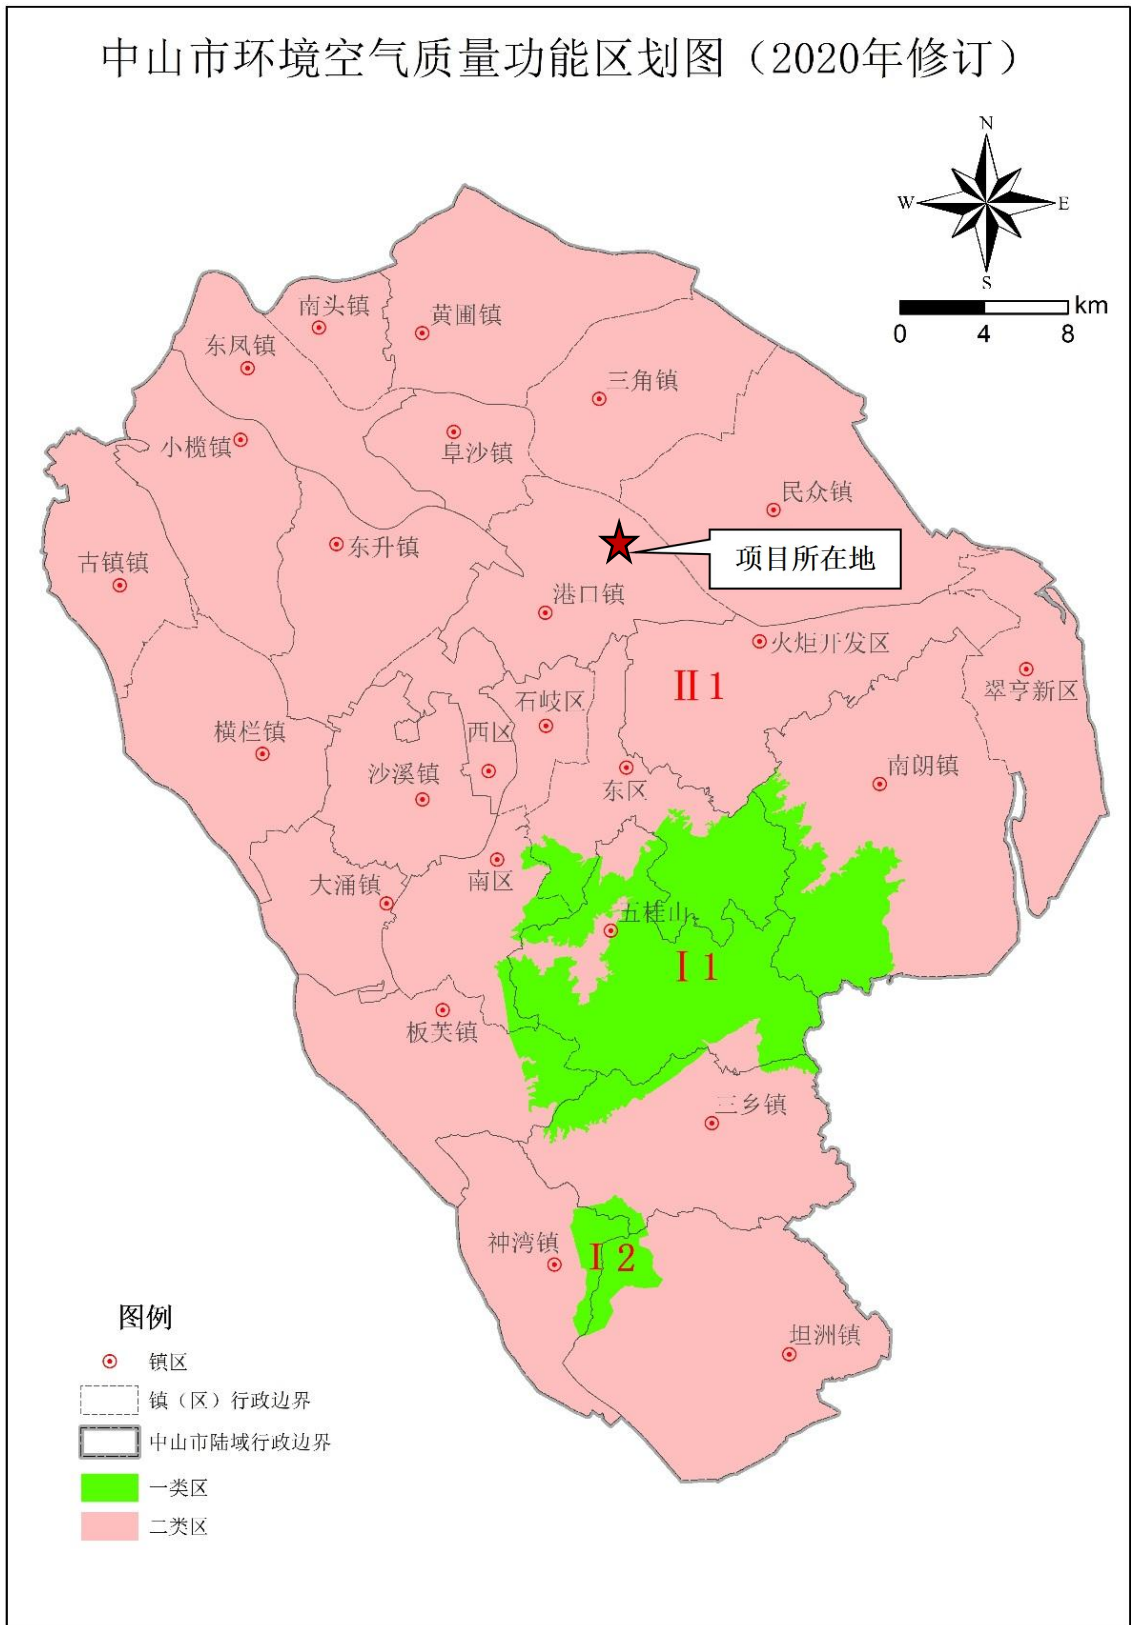 中山市环境空气质量功能区划图（2020年修订）
N
W
E
S
km
0
4
8
南头镇
黄圃镇
东凤镇
三角镇
小榄镇
阜沙镇
民众镇
东升镇
项目所在地
古镇镇
港口镇
火炬开发区
Ⅱ1
翠亨新区
石岐区
横栏镇
西区
沙溪镇
东区
南朗镇
南区
大涌镇
五桂山
Ⅰ1
板芙镇
三乡镇
神湾镇
Ⅰ2
坦洲镇
图例
镇区
镇（区）行政边界
中山市陆域行政边界
一类区
二类区